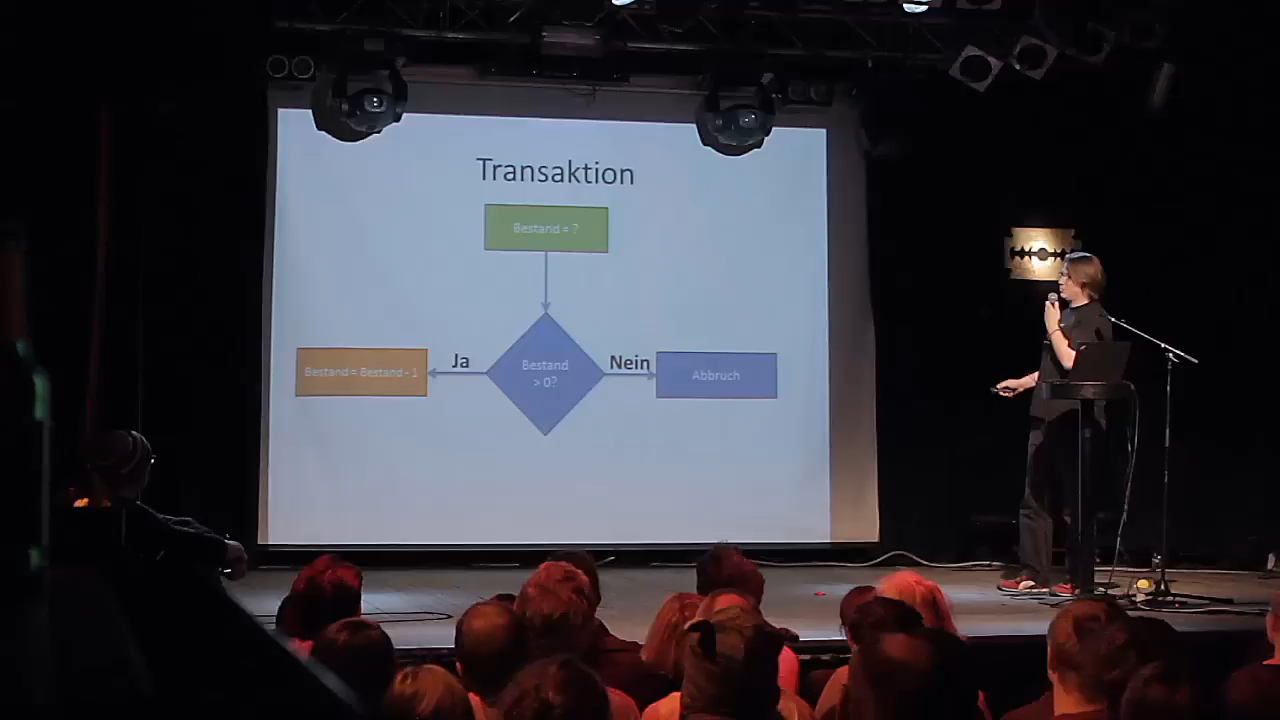 Transaktion
Bestand = ?
Ja
Nein
Bestand = Bestand - 1
Bestand
> 0?
Abbruch